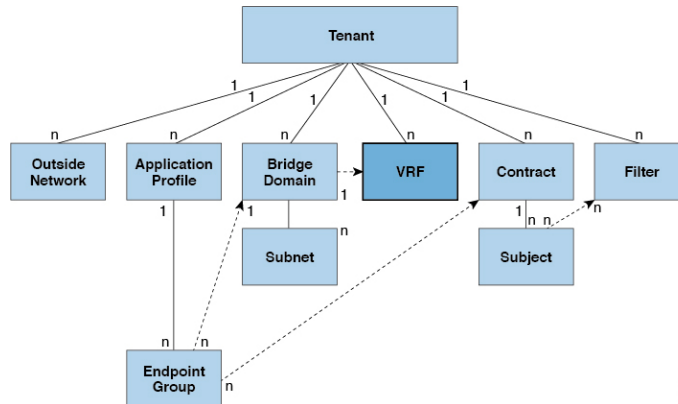 Tenant
1 1 1 1 1 1
n n n n n n
Outside
Network
Application
Profile
Bridge
Domain
VRF
Contract
Filter
1 1 1 1 n n n
n
Subnet
Subject
n n
Endpoint
Group
n